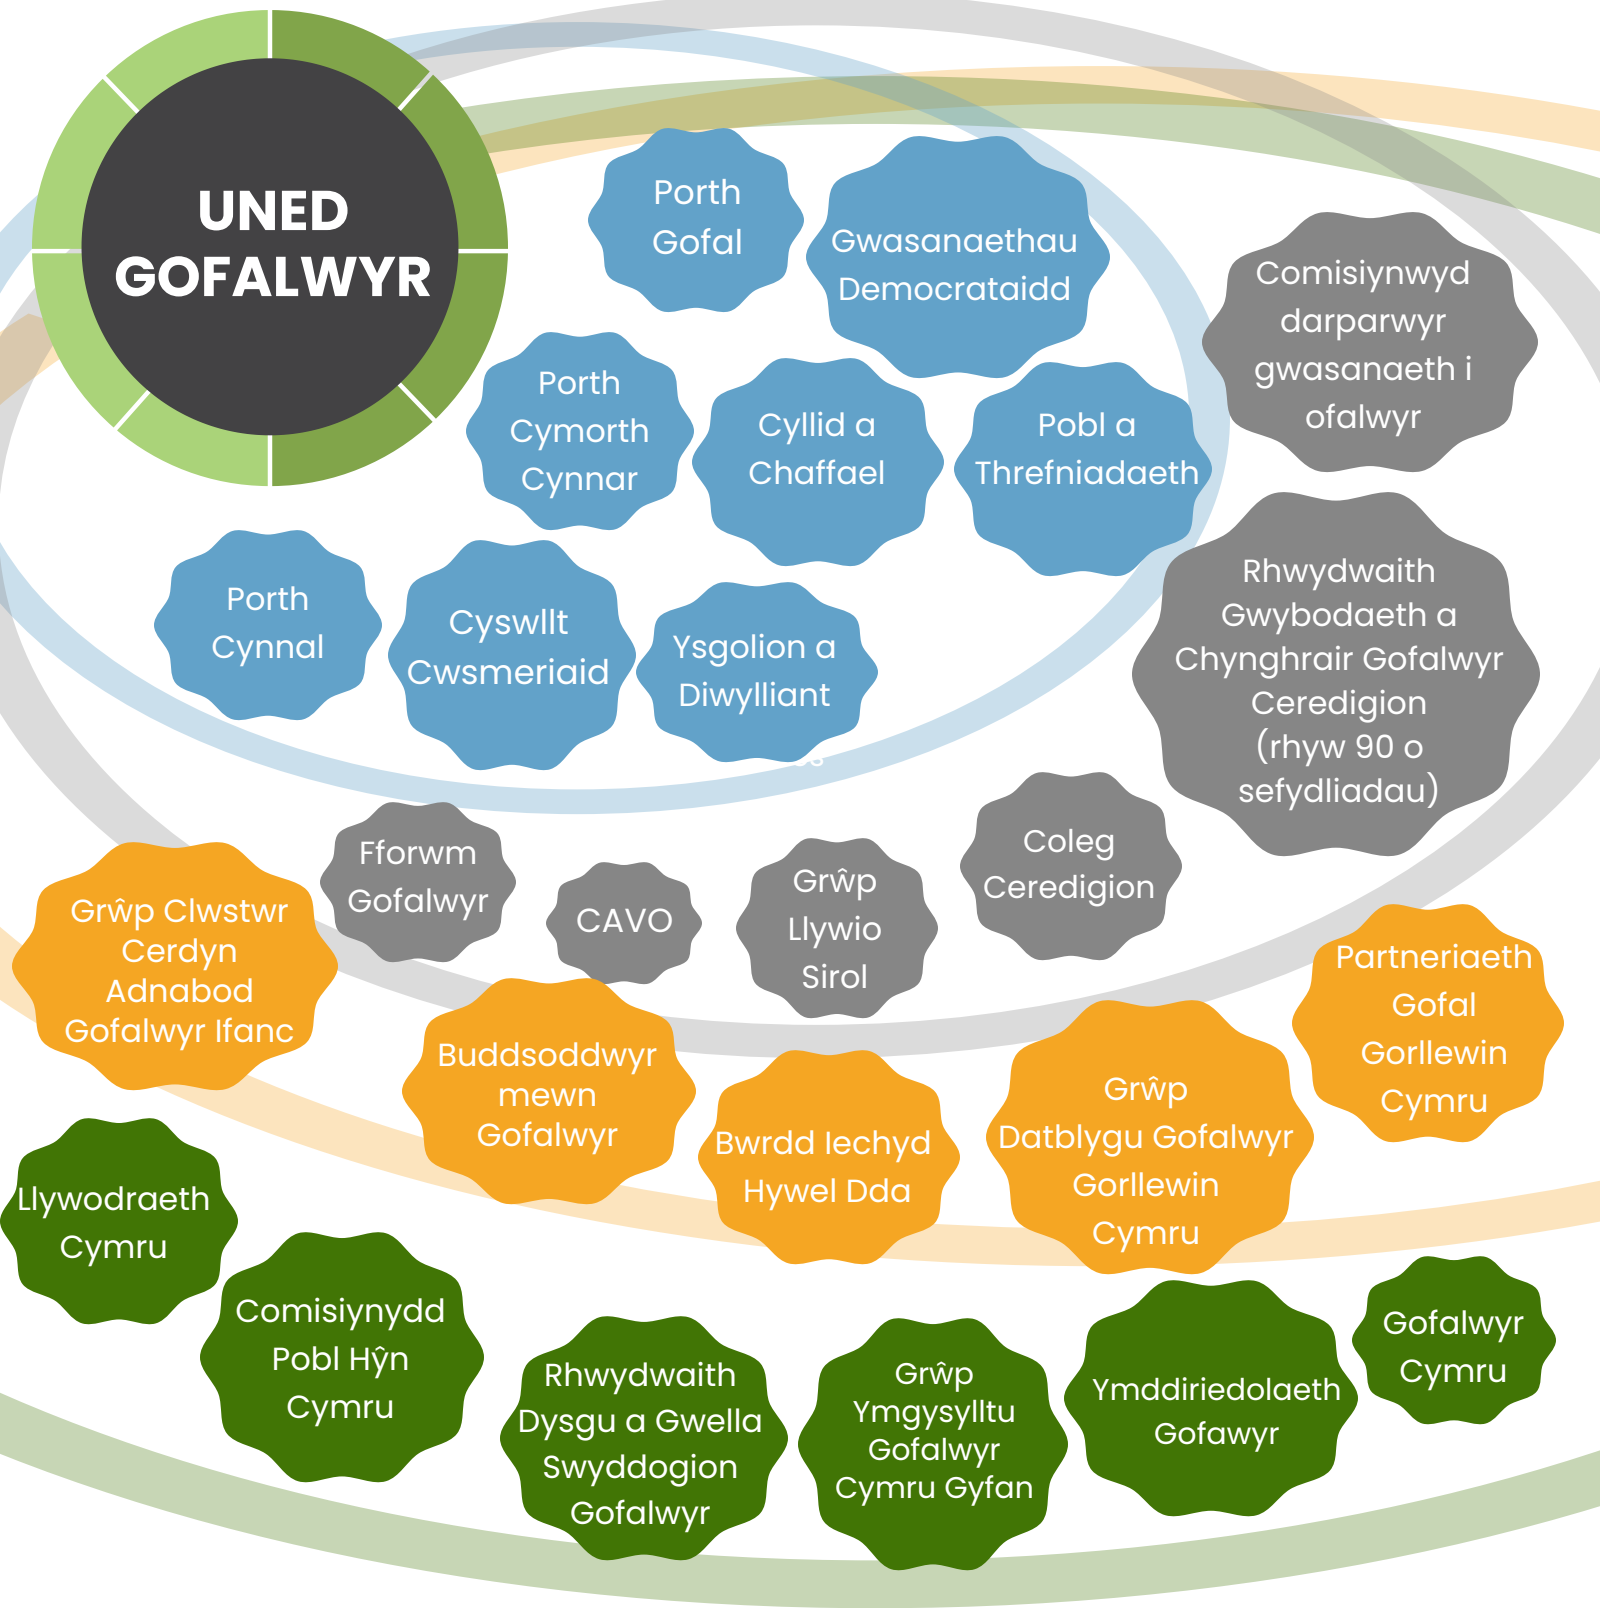 UNED
GOFALWYR
Porth
Gofal
Gwasanaethau
Democrataidd
Comisiynwyd
darparwyr
gwasanaeth i
ofalwyr
Porth
Cymorth
Cynnar
Cyllid a
Chaffael
Pobl a
Threfniadaeth
Porth
Cynnal
Cyswllt
Cwsmeriaid
Ysgolion a
Diwylliant
Rhwydwaith
Gwybodaeth a
Chynghrair Gofalwyr
Ceredigion
(rhyw 90 o
sefydliadau)
Fforwm
Gofalwyr
CAVO
Grŵp
Llywio
Sirol
Coleg
Ceredigion
Grŵp Clwstwr
Cerdyn
Adnabod
Gofalwyr Ifanc
Buddsoddwyr
mewn
Gofalwyr
Bwrdd Iechyd
Hywel Dda
Grŵp
Datblygu Gofalwyr
Gorllewin
Cymru
Partneriaeth
Gofal
Gorllewin
Cymru
Llywodraeth
Cymru
Comisiynydd
Pobl Hŷn
Cymru
Rhwydwaith
Dysgu a Gwella
Swyddogion
Gofalwyr
Grŵp
Ymgysylltu
Gofalwyr
Cymru Gyfan
Ymddiriedolaeth
Gofawyr
Gofalwyr
Cymru